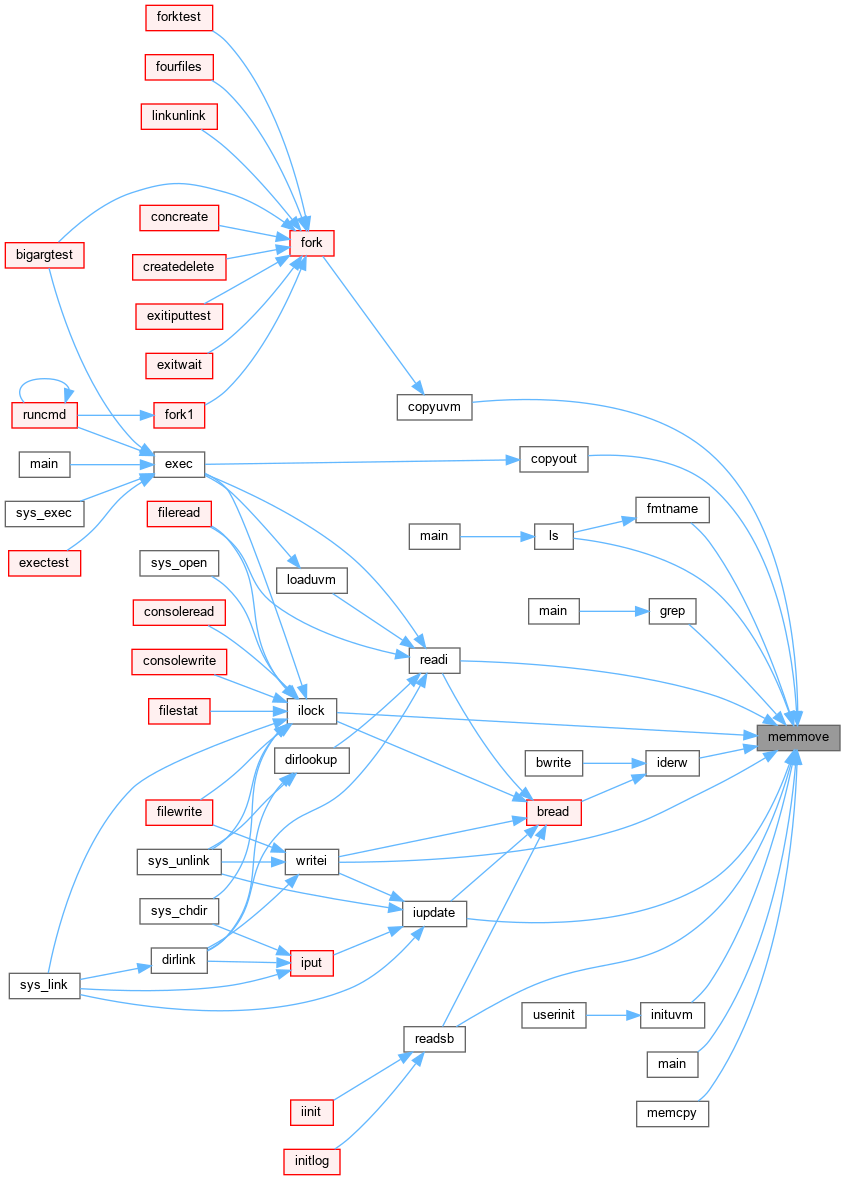 forktest
fourfiles
linkunlink
concreate
bigargtest
fork
createdelete
exitiputtest
exitwait
copyuvm
runcmd
fork1
main
exec
copyout
sys_exec
fileread
fmtname
main
ls
exectest
sys_open
loaduvm
consoleread
main
grep
consolewrite
readi
filestat
ilock
memmove
dirlookup
bwrite
iderw
filewrite
bread
sys_unlink
writei
sys_chdir
iupdate
dirlink
iput
sys_link
userinit
inituvm
readsb
main
iinit
memcpy
initlog